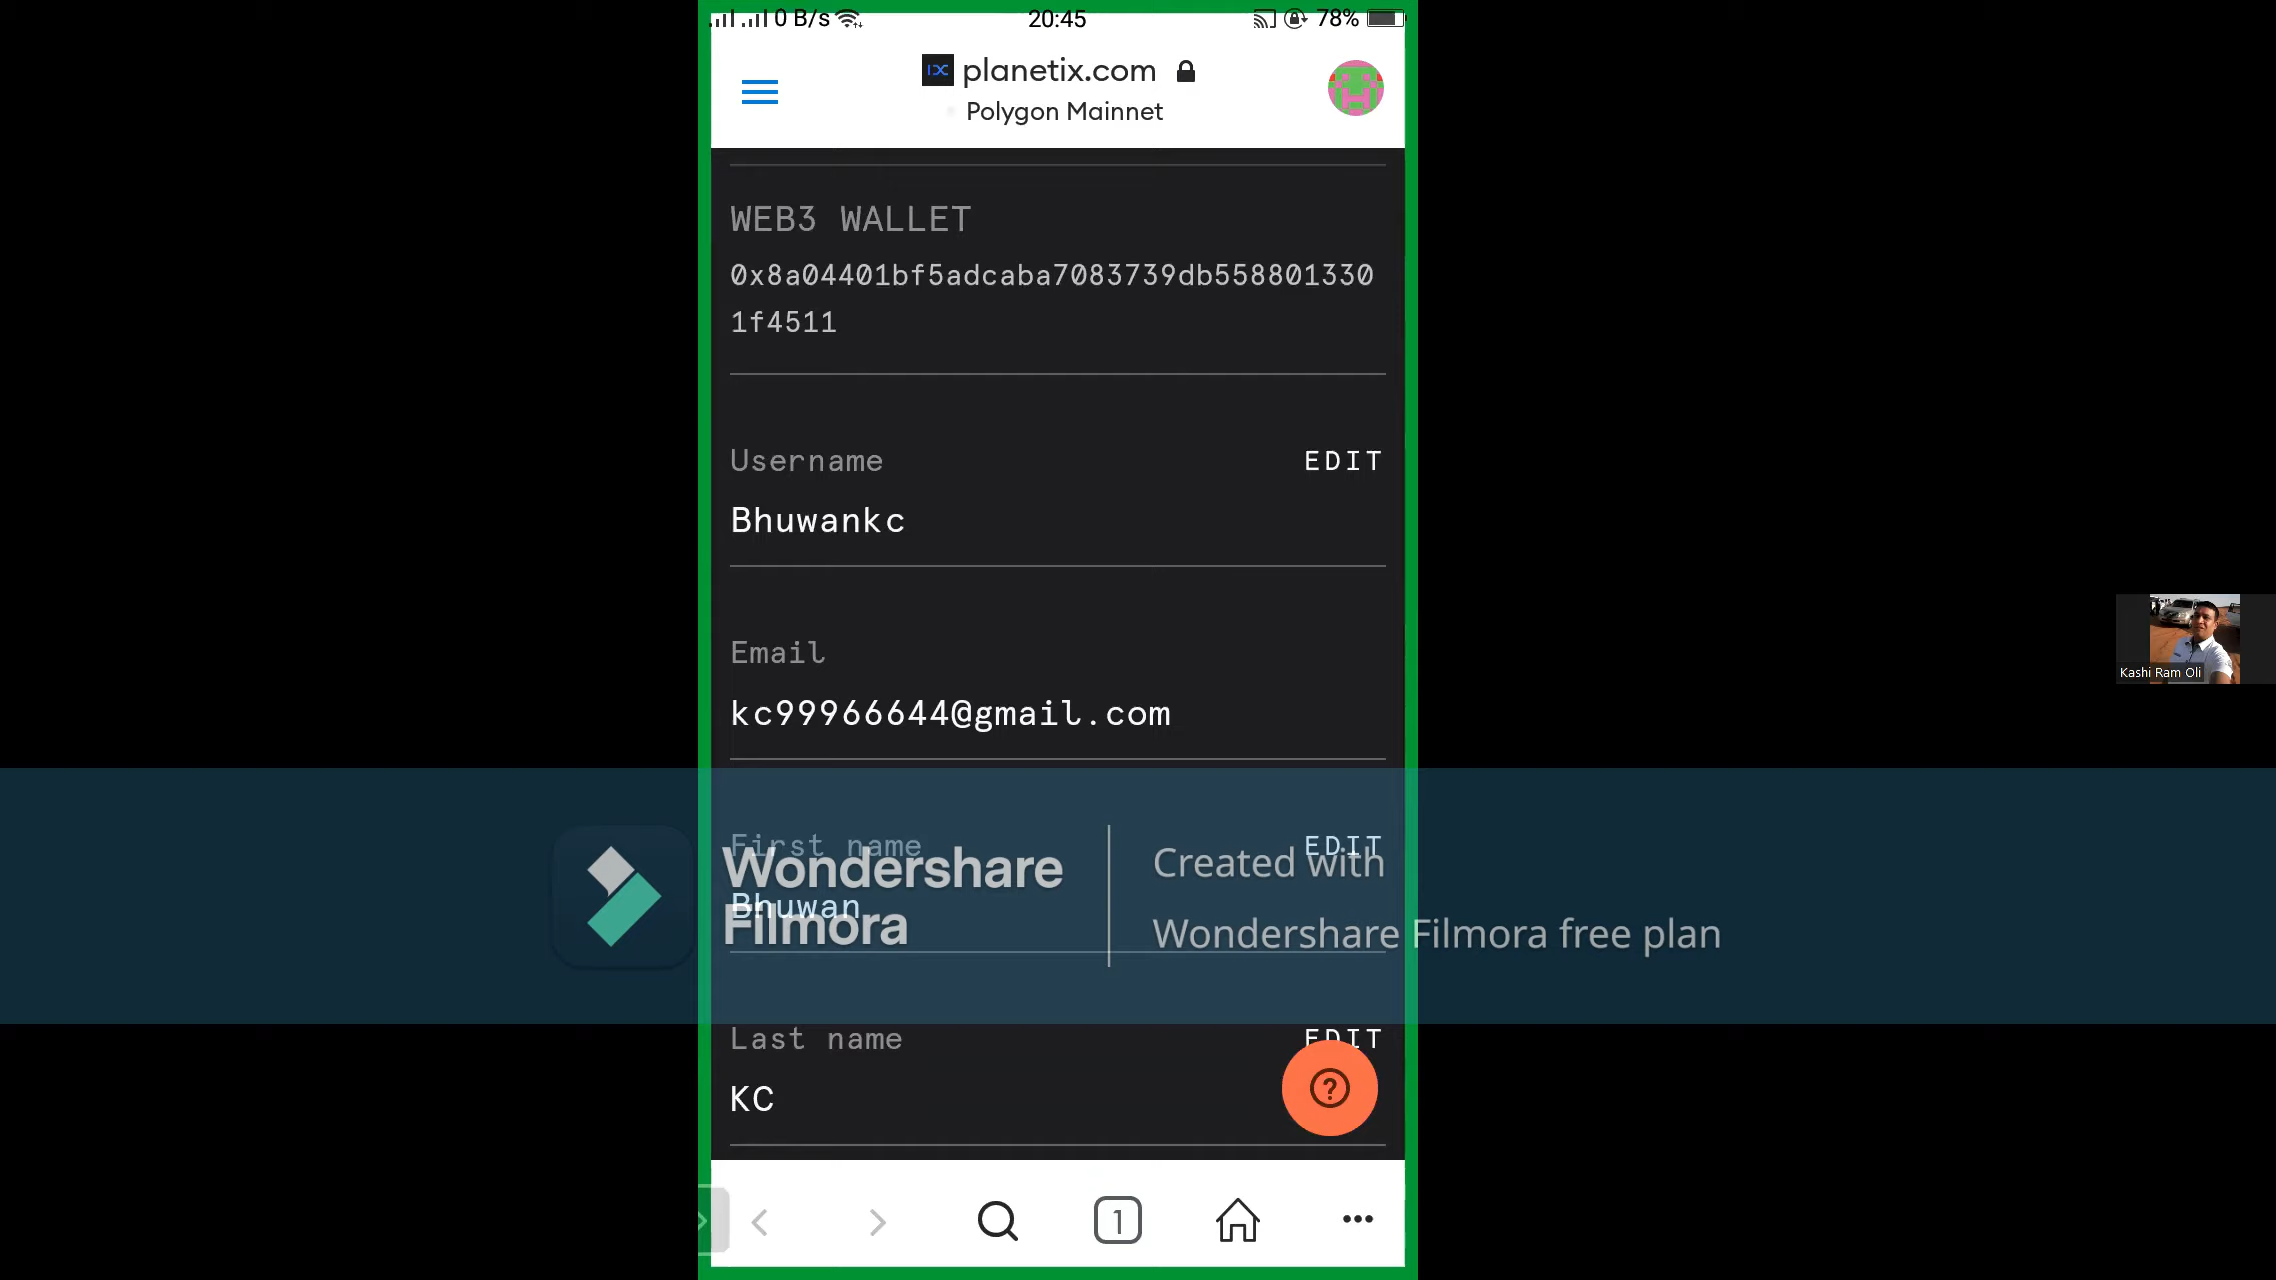 0 B/s 20:45 78%
planetix.com
Polygon Mainnet
WEB3 WALLET
0x8a04401bf5adcaba7083739db558801330
1f4511
Username EDIT
Bhuwankc
Email
kc99966644@gmail.com
First name EDIT
Bhuwan
Wondershare
Filmora
Created with
Wondershare Filmora free plan
Last name EDIT
KC
1
Kashi Ram Oli